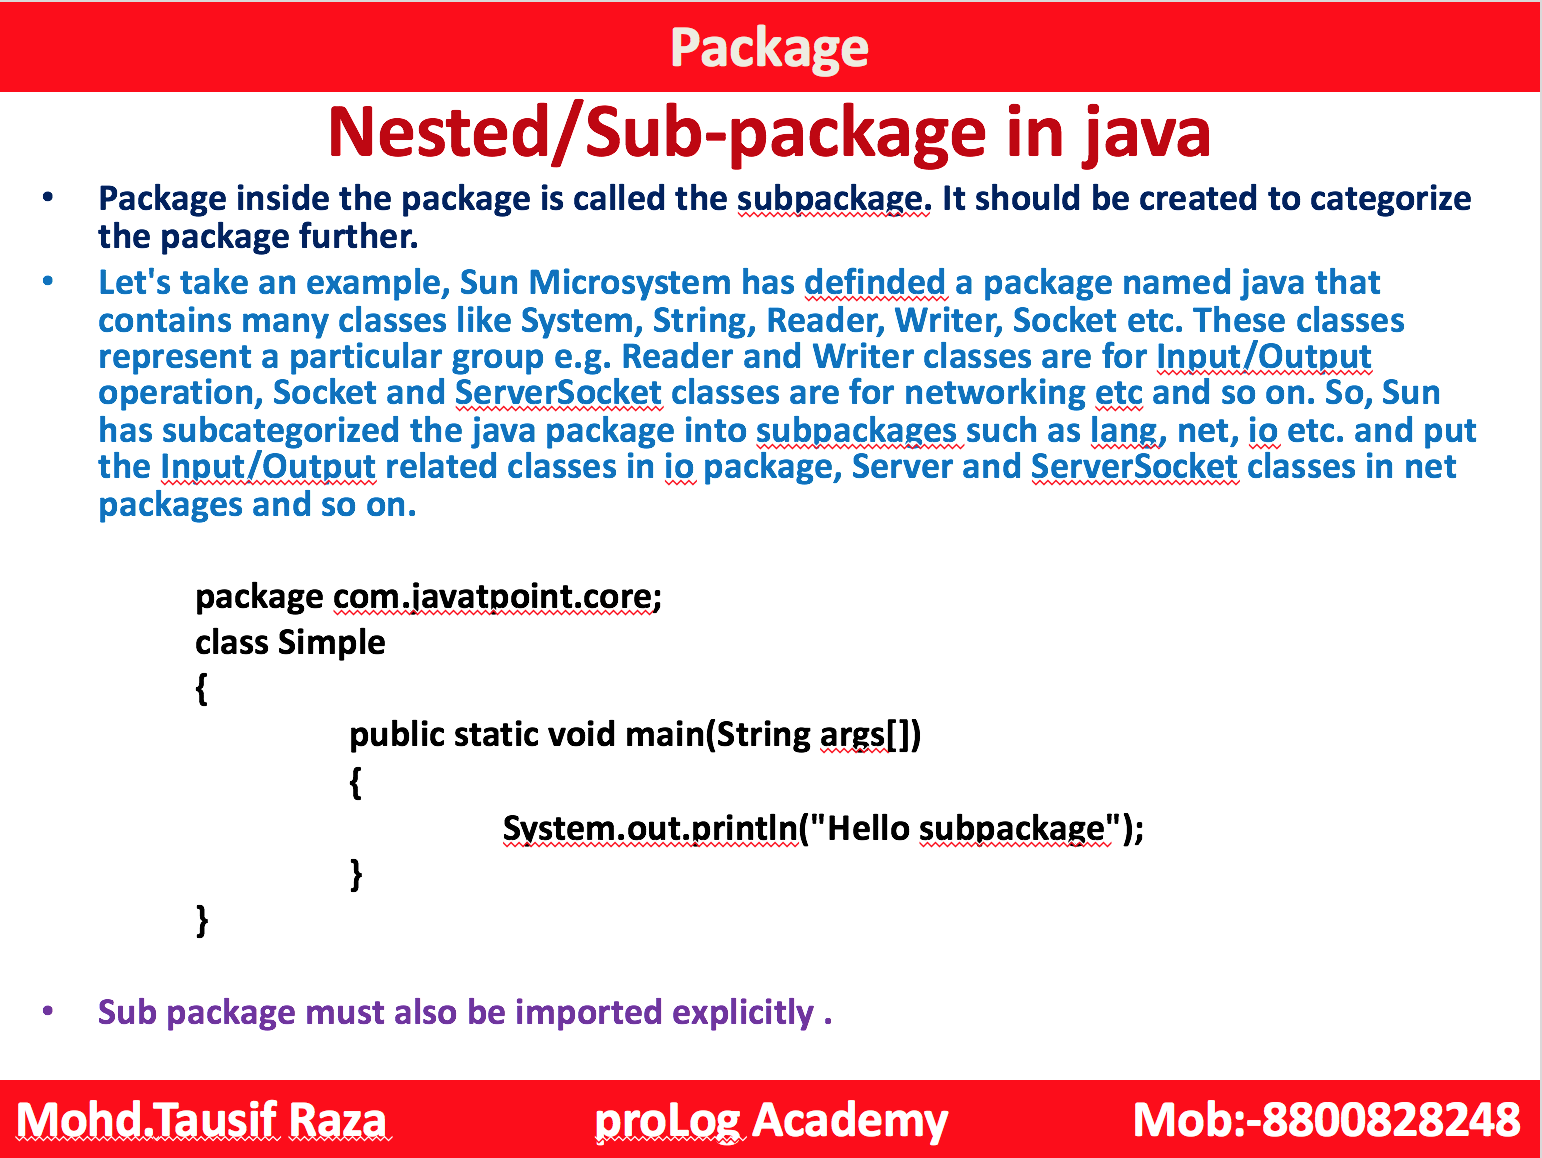 Package
Nested/Sub-package in java
• Package inside the package is called the subpackage. It should be created to categorize
the package further.
• Let's take an example, Sun Microsystem has definded a package named java that
contains many classes like System, String, Reader, Writer, Socket etc. These classes
represent a particular group e.g. Reader and Writer classes are for Input/Output
operation, Socket and ServerSocket classes are for networking etc and so on. So, Sun
has subcategorized the java package into subpackages such as lang, net, io etc. and put
the Input/Output related classes in io package, Server and ServerSocket classes in net
packages and so on.
package com.javatpoint.core;
class Simple
{
public static void main(String args[])
{
System.out.println("Hello subpackage");
}
}
• Sub package must also be imported explicitly .
Mohd.Tausif Raza proLog Academy Mob:-8800828248